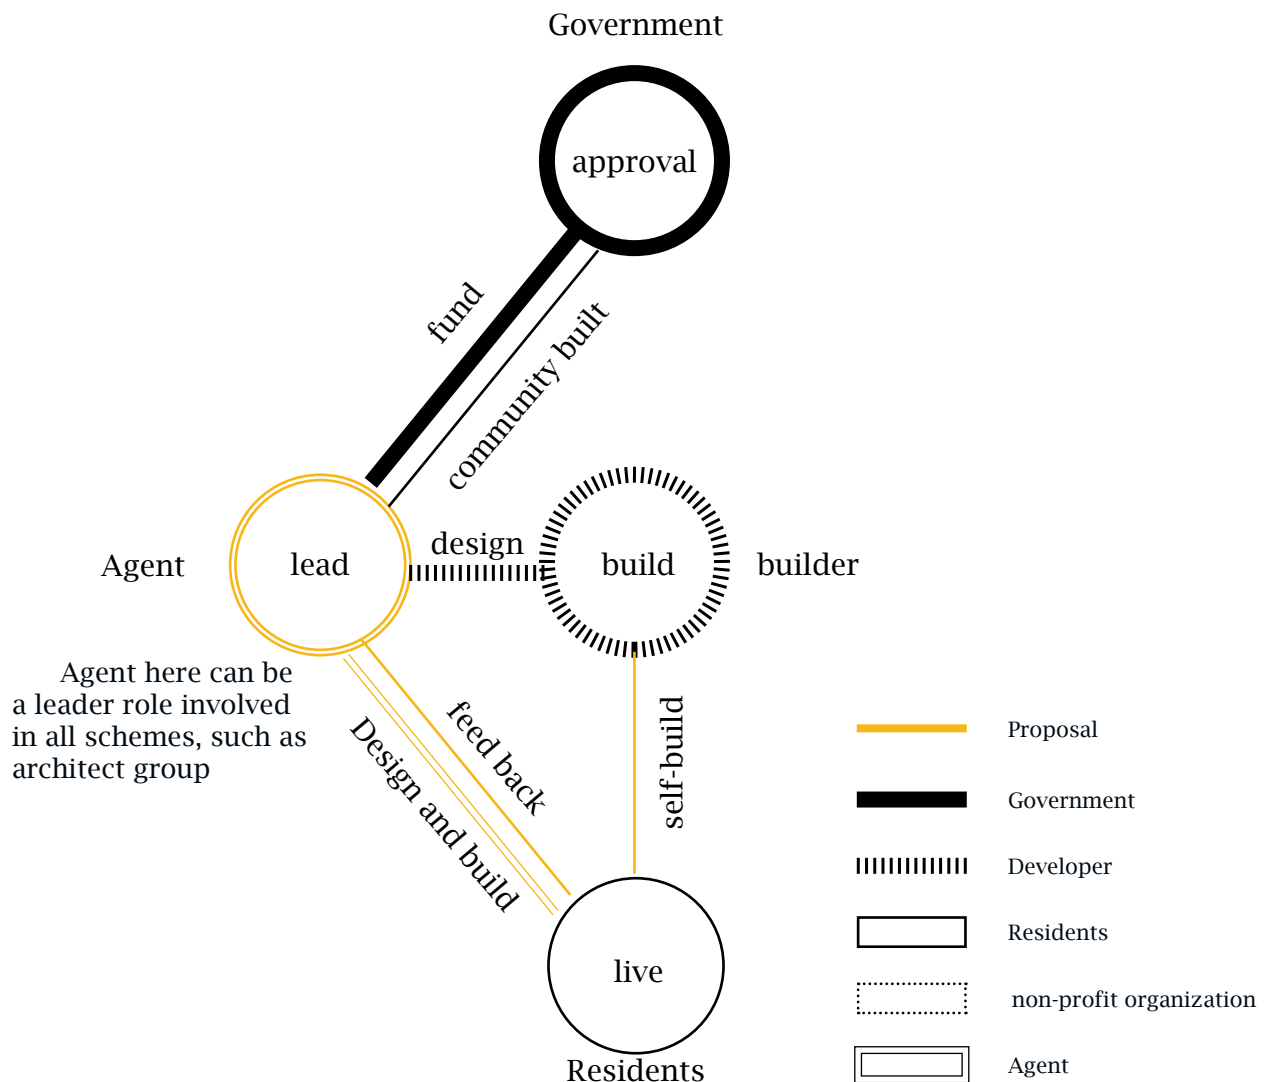 Government
approval
fund
community built
Agent
lead
design
build
builder
Agent here can be
a leader role involved
in all schemes, such as
architect group
feed back
Design and build
self-build
live
Residents
Proposal
Government
Developer
Residents
non-profit organization
Agent